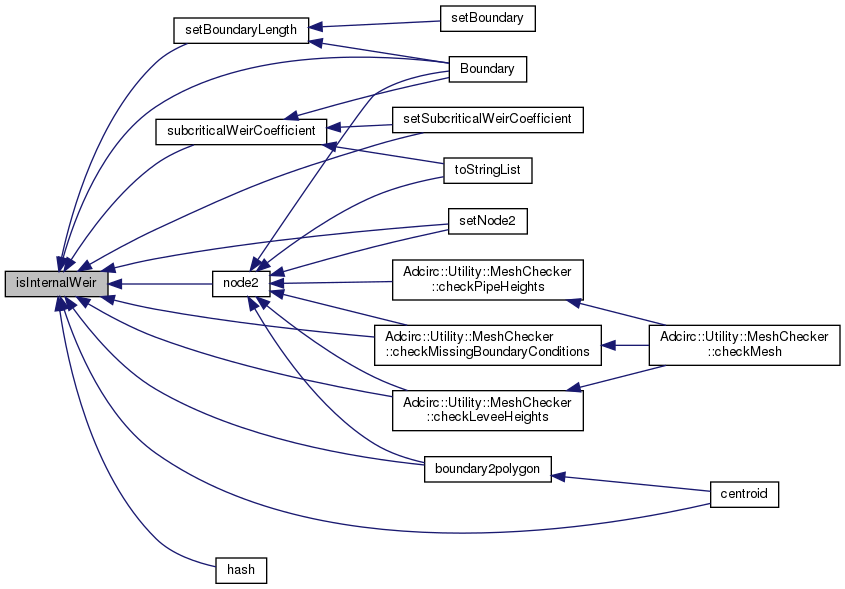 setBoundary
setBoundaryLength
Boundary
setSubcriticalWeirCoefficient
subcriticalWeirCoefficient
toStringList
setNode2
isInternalWeir
node2
Adcirc::Utility::MeshChecker
::checkPipeHeights
Adcirc::Utility::MeshChecker
::checkMissingBoundaryConditions
Adcirc::Utility::MeshChecker
::checkMesh
Adcirc::Utility::MeshChecker
::checkLeveeHeights
boundary2polygon
centroid
hash